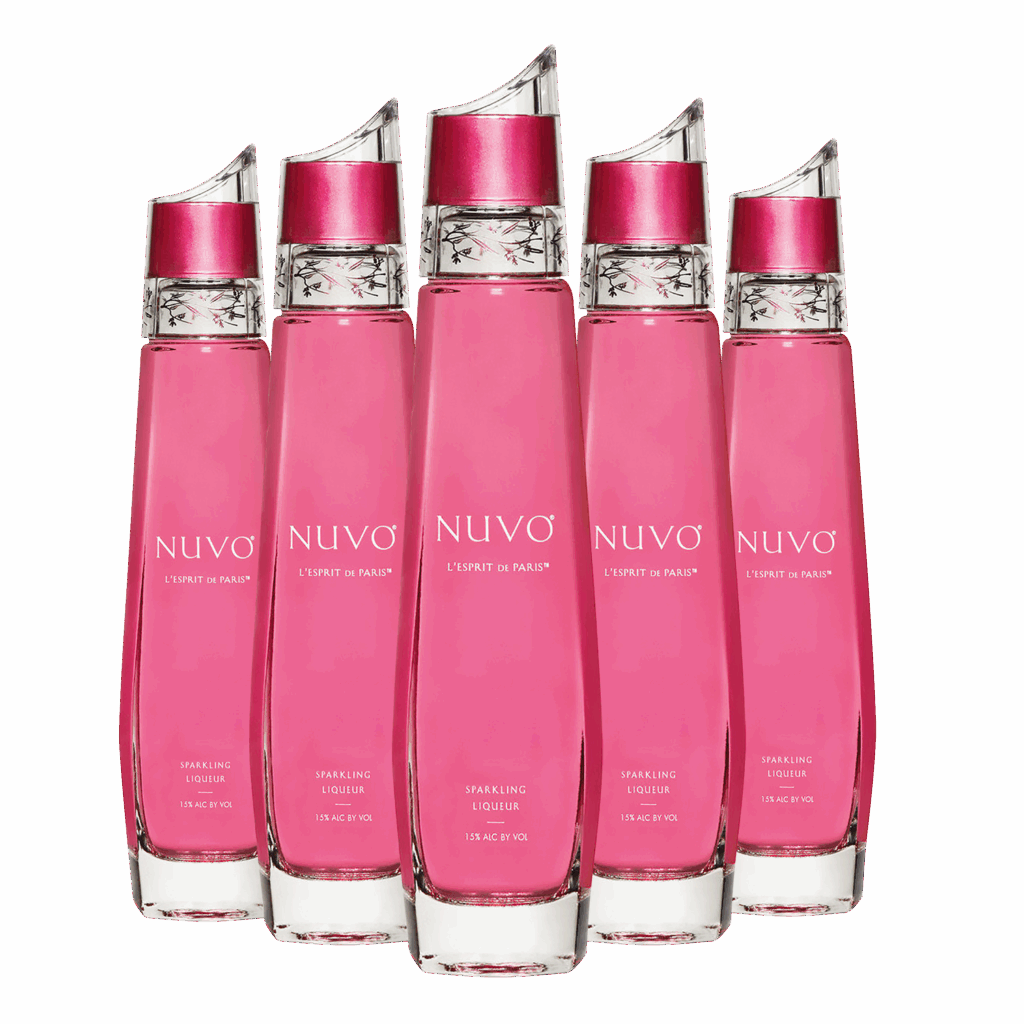 NUVO®
L'ESPRIT DE PARIS™
SPARKLING
LIQUEUR
15% ALC BY VOL
NUVO®
L'ESPRIT DE PARIS™
SPARKLING
LIQUEUR
15% ALC BY VOL
NUVO®
L'ESPRIT DE PARIS™
SPARKLING
LIQUEUR
15% ALC BY VOL
NUVO®
L'ESPRIT DE PARIS™
SPARKLING
LIQUEUR
15% ALC BY VOL
NUVO®
L'ESPRIT DE PARIS™
SPARKLING
LIQUEUR
15% ALC BY VOL